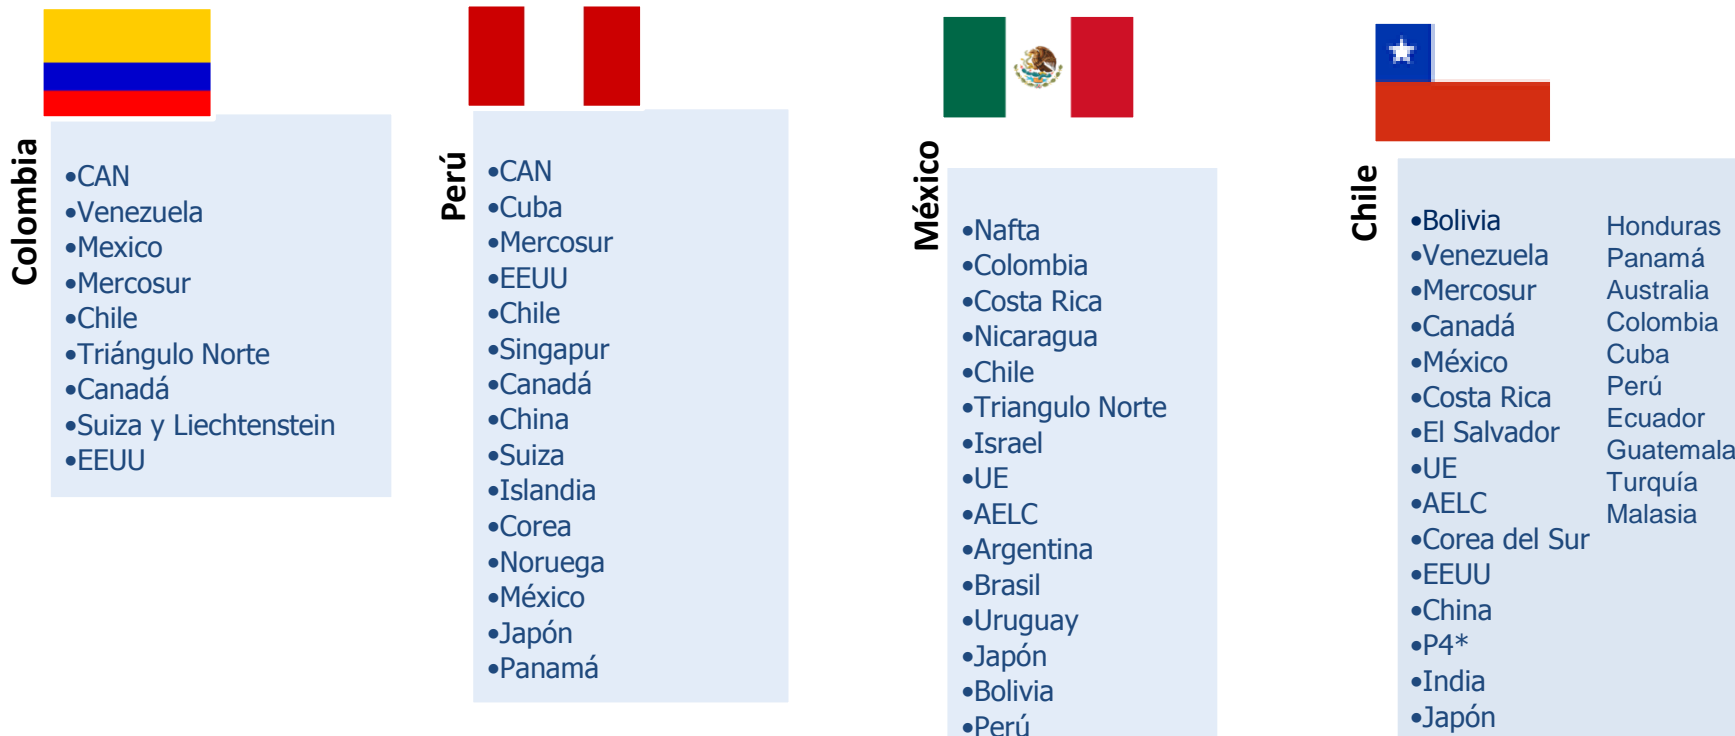 Colombia
•CAN
•Venezuela
•Mexico
•Mercosur
•Chile
•Triángulo Norte
•Canadá
•Suiza y Liechtenstein
•EEUU
Perú
•CAN
•Cuba
•Mercosur
•EEUU
•Chile
•Singapur
•Canadá
•China
•Suiza
•Islandia
•Corea
•Noruega
•México
•Japón
•Panamá
México
•Nafta
•Colombia
•Costa Rica
•Nicaragua
•Chile
•Triangulo Norte
•Israel
•UE
•AELC
•Argentina
•Brasil
•Uruguay
•Japón
•Bolivia
•Perú
Chile
•Bolivia
•Venezuela
•Mercosur
•Canadá
•México
•Costa Rica
•El Salvador
•UE
•AELC
•Corea del Sur
•EEUU
•China
•P4*
•India
•Japón
Honduras
Panamá
Australia
Colombia
Cuba
Perú
Ecuador
Guatemala
Turquía
Malasia